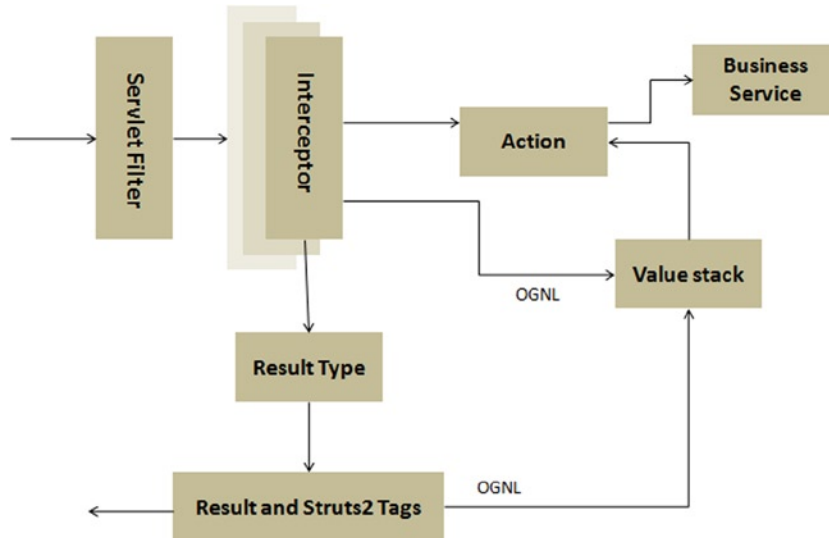 Servlet Filter
Interceptor
Business
Service
Action
Value stack
OGNL
Result Type
Result and Struts2 Tags
OGNL